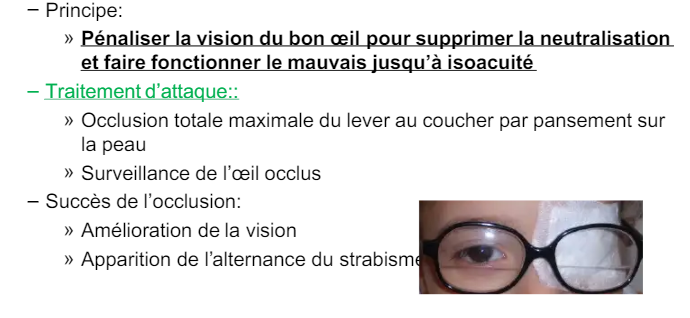 – Principe:
» Pénaliser la vision du bon œil pour supprimer la neutralisation
et faire fonctionner le mauvais jusqu’à isoacuité
– Traitement d’attaque::
» Occlusion totale maximale du lever au coucher par pansement sur
la peau
» Surveillance de l’œil occlus
– Succès de l’occlusion:
» Amélioration de la vision
» Apparition de l’alternance du strabisme